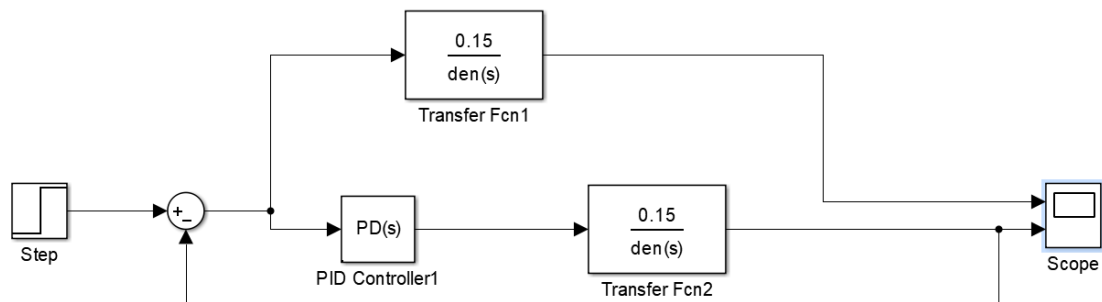 0.15
den(s)
Transfer Fcn1
Step
+
-
PD(s)
PID Controller1
0.15
den(s)
Transfer Fcn2
Scope